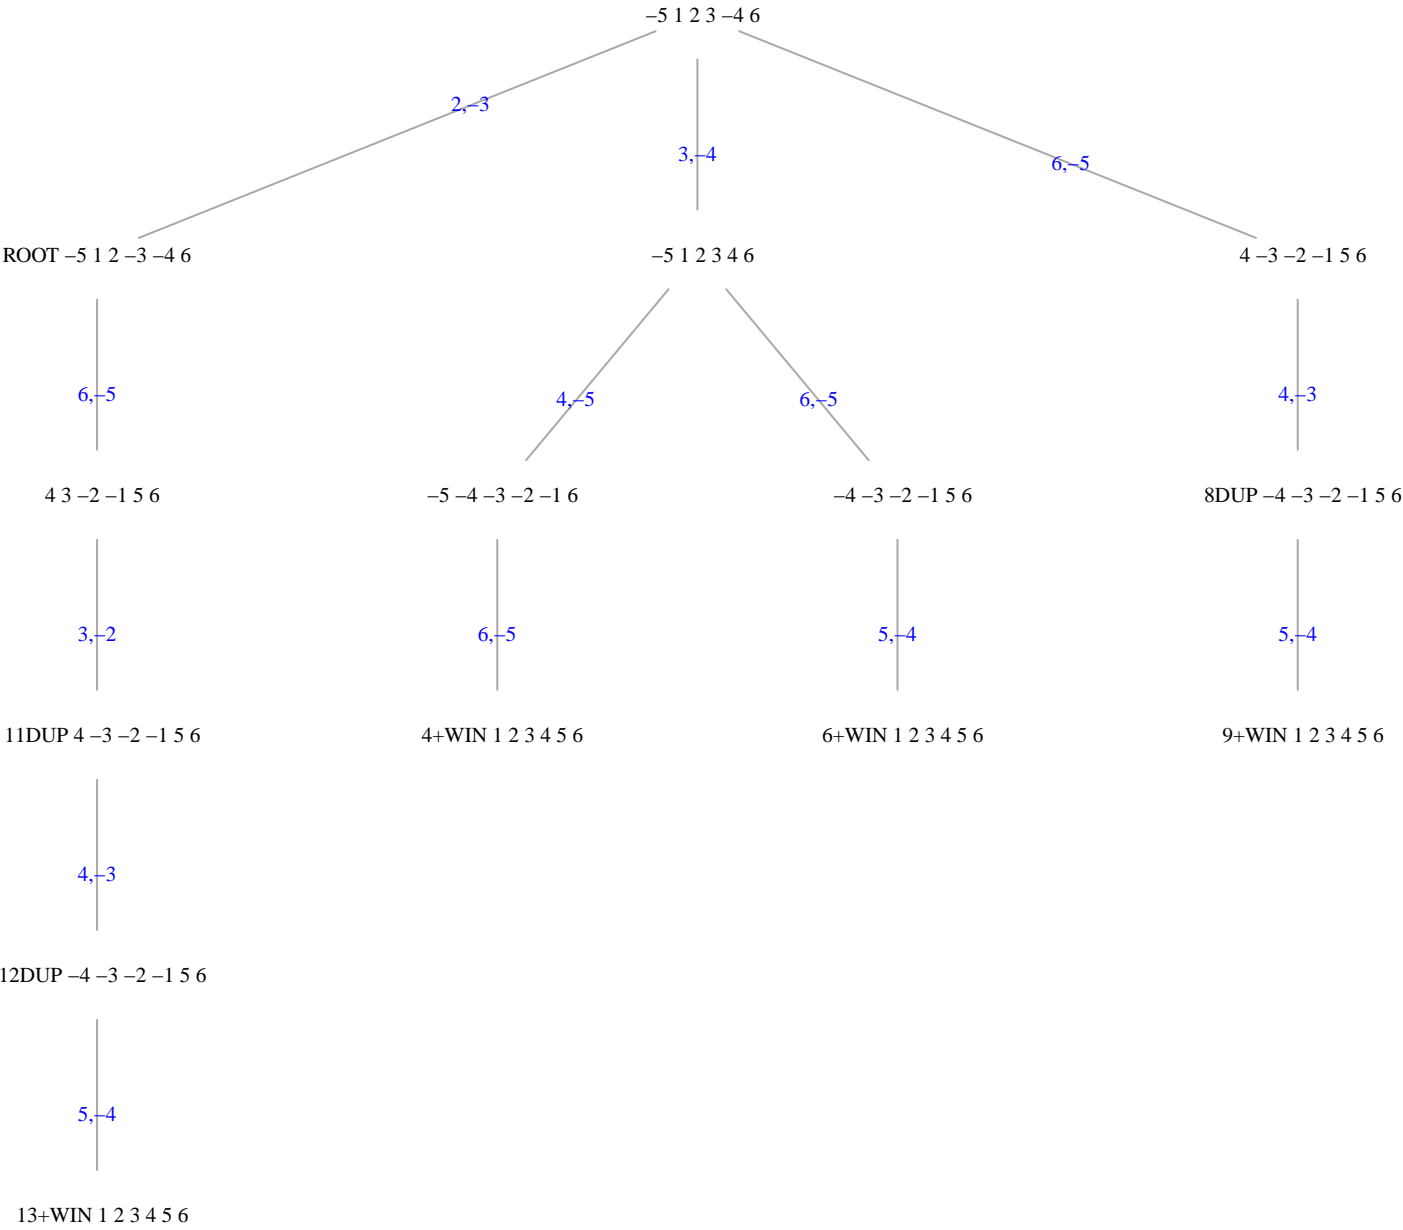 –5 1 2 3 –4 6
2,–3
3,–4
6,–5
ROOT –5 1 2 –3 –4 6
–5 1 2 3 4 6
4 –3 –2 –1 5 6
6,–5
4,–5
6,–5
4,–3
4 3 –2 –1 5 6
–5 –4 –3 –2 –1 6
–4 –3 –2 –1 5 6
8DUP –4 –3 –2 –1 5 6
3,–2
6,–5
5,–4
5,–4
11DUP 4 –3 –2 –1 5 6
4+WIN 1 2 3 4 5 6
6+WIN 1 2 3 4 5 6
9+WIN 1 2 3 4 5 6
4,–3
12DUP –4 –3 –2 –1 5 6
5,–4
13+WIN 1 2 3 4 5 6